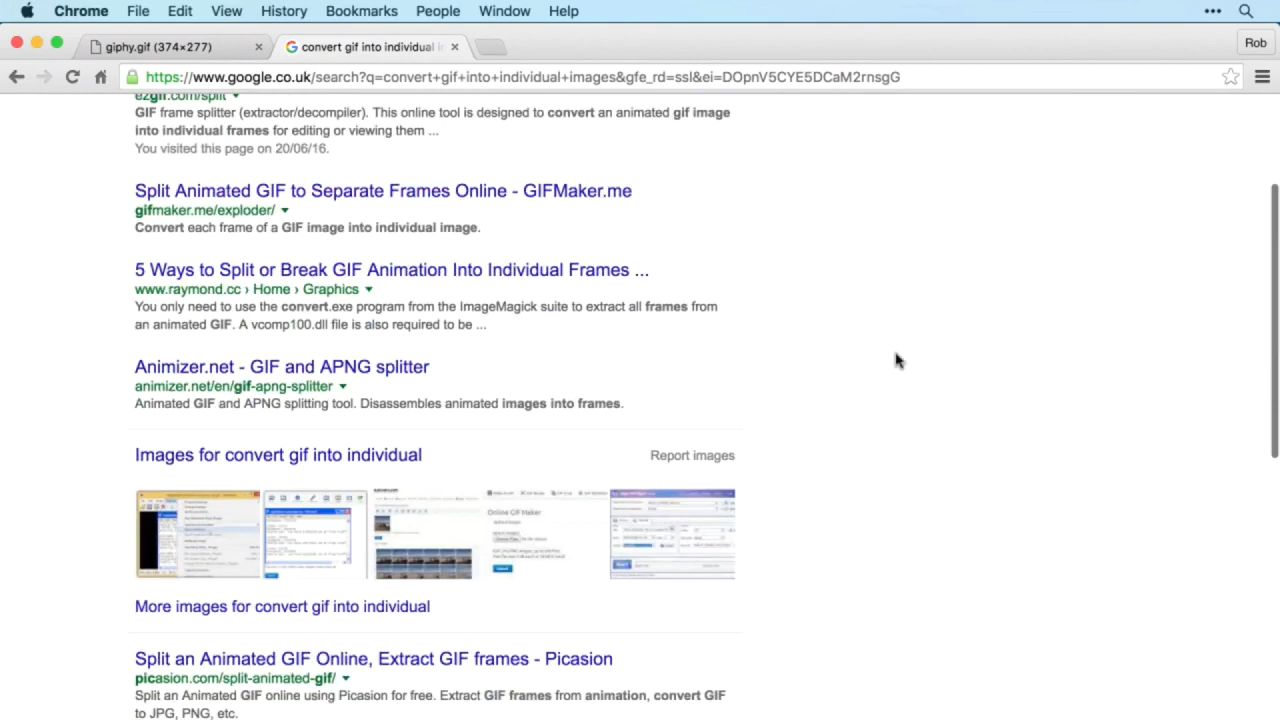 Chrome File Edit View History Bookmarks People Window Help
giphy.gif (374×277)
convert gif into individual
Rob
https://www.google.co.uk/search?q=convert+gif+into+individual+images&gfe_rd=ssl&ei=DOpnV5CYE5DCaM2rnsgG
ezgif.com/split
GIF frame splitter (extractor/decompiler). This online tool is designed to convert an animated gif image
into individual frames for editing or viewing them ...
You visited this page on 20/06/16.
Split Animated GIF to Separate Frames Online - GIFMaker.me
gifmaker.me/exploder/
Convert each frame of a GIF image into individual image.
5 Ways to Split or Break GIF Animation Into Individual Frames ...
www.raymond.cc › Home › Graphics
You only need to use the convert.exe program from the ImageMagick suite to extract all frames from
an animated GIF. A vcomp100.dll file is also required to be ...
Animizer.net - GIF and APNG splitter
animizer.net/en/gif-apng-splitter
Animated GIF and APNG splitting tool. Disassembles animated images into frames.
Images for convert gif into individual
Report images
Online GIF Maker
More images for convert gif into individual
Split an Animated GIF Online, Extract GIF frames - Picasion
picasion.com/split-animated-gif/
Split an Animated GIF online using Picasion for free. Extract GIF frames from animation, convert GIF
to JPG, PNG, etc.